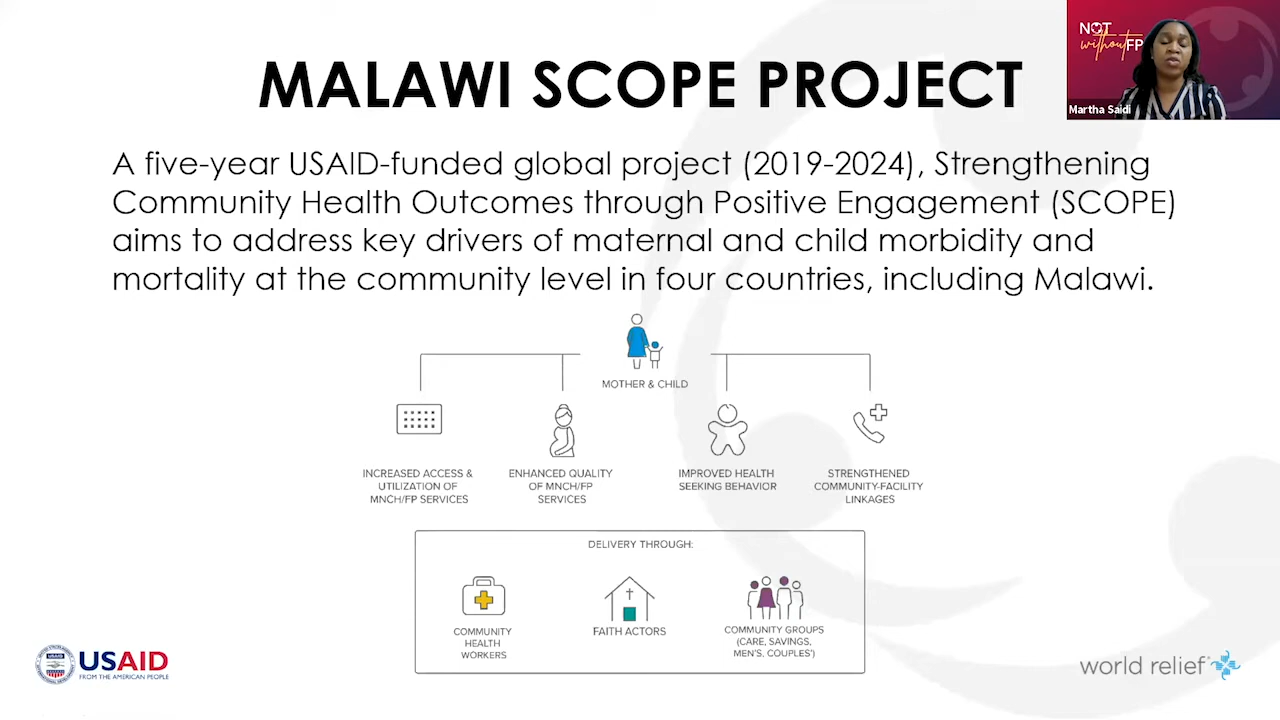 MALAWI SCOPE PROJECT
NOT
without FP
Martha Saidi
A five-year USAID-funded global project (2019-2024), Strengthening
Community Health Outcomes through Positive Engagement (SCOPE)
aims to address key drivers of maternal and child morbidity and
mortality at the community level in four countries, including Malawi.
MOTHER & CHILD
INCREASED ACCESS &
UTILIZATION OF
MNCH/FP SERVICES
ENHANCED QUALITY
OF MNCH/FP
SERVICES
IMPROVED HEALTH
SEEKING BEHAVIOR
STRENGTHENED
COMMUNITY-FACILITY
LINKAGES
DELIVERY THROUGH:
COMMUNITY
HEALTH
WORKERS
FAITH ACTORS
COMMUNITY GROUPS
(CARE, SAVINGS,
MEN'S, COUPLES')
USAID
FROM THE AMERICAN PEOPLE
world relief